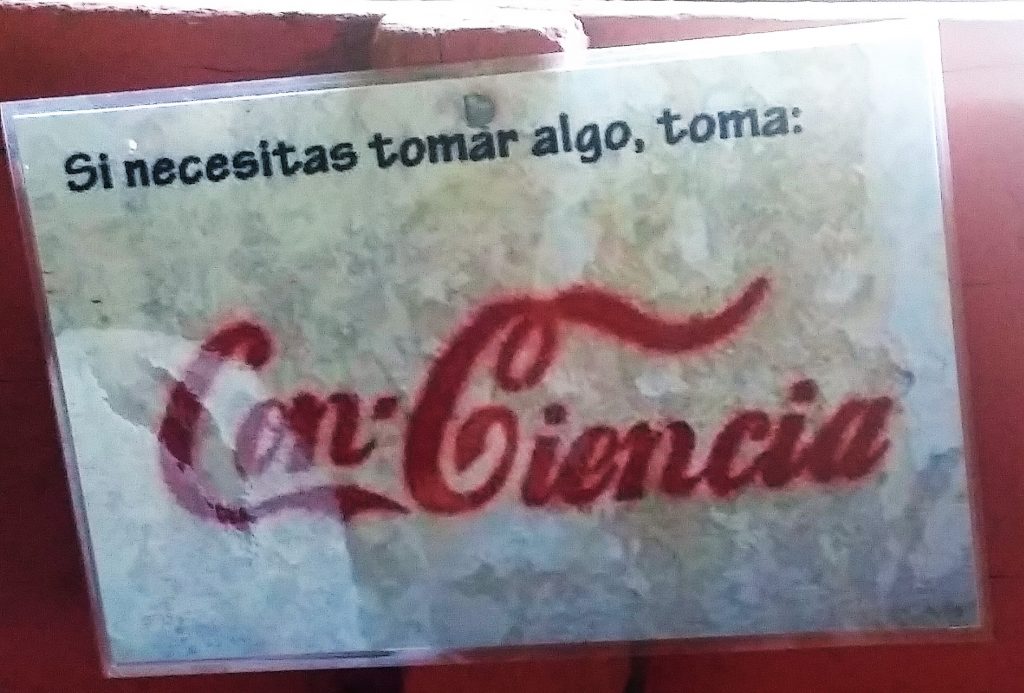 Si necesitas tomar algo, toma:
Con-Ciencia